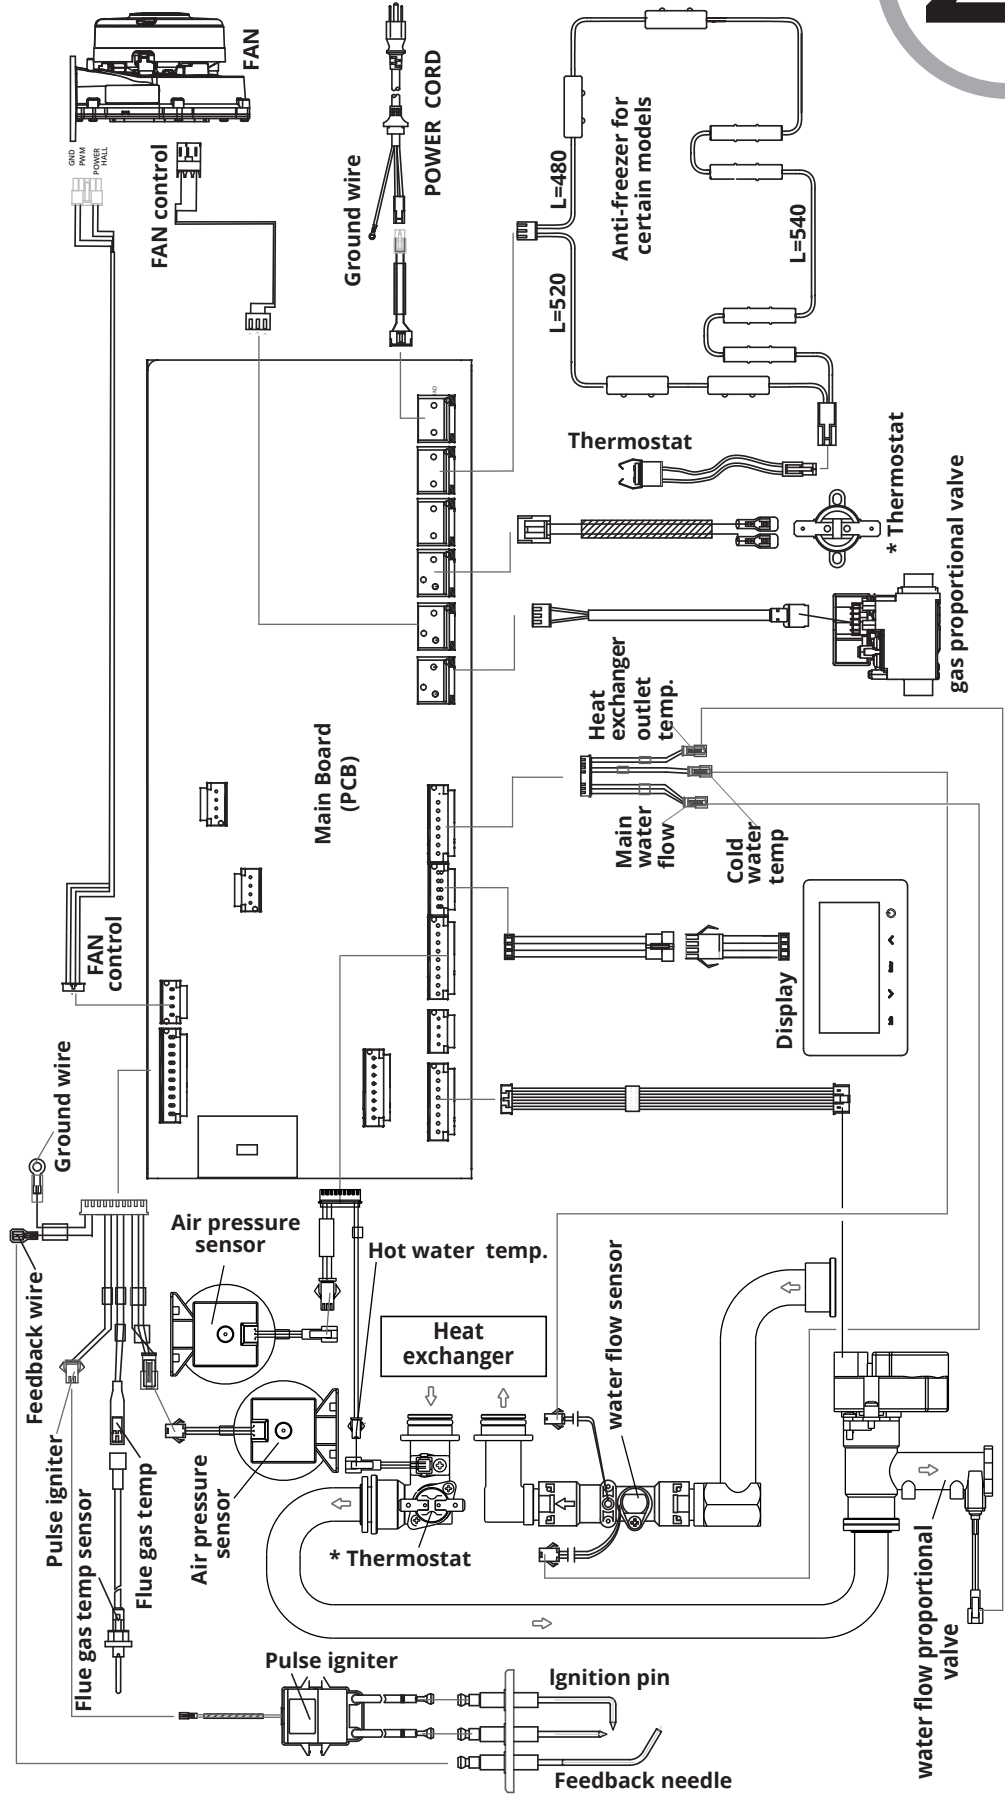 FAN
GND
PWM
POWER
HALL
FAN control
POWER CORD
Ground wire
L=480
Anti-freezer for
certain models
L=520
L=540
Thermostat
* Thermostat
gas proportional valve
Main Board
(PCB)
Heat
exchanger
outlet
temp.
Main
water
flow
Cold
water
temp
FAN
control
Display
Ground wire
Feedback wire
Air pressure
sensor
Hot water temp.
Heat
exchanger
water flow sensor
Pulse igniter
Flue gas temp sensor
Flue gas temp
Air pressure
sensor
* Thermostat
water flow proportional
valve
Pulse igniter
Ignition pin
Feedback needle